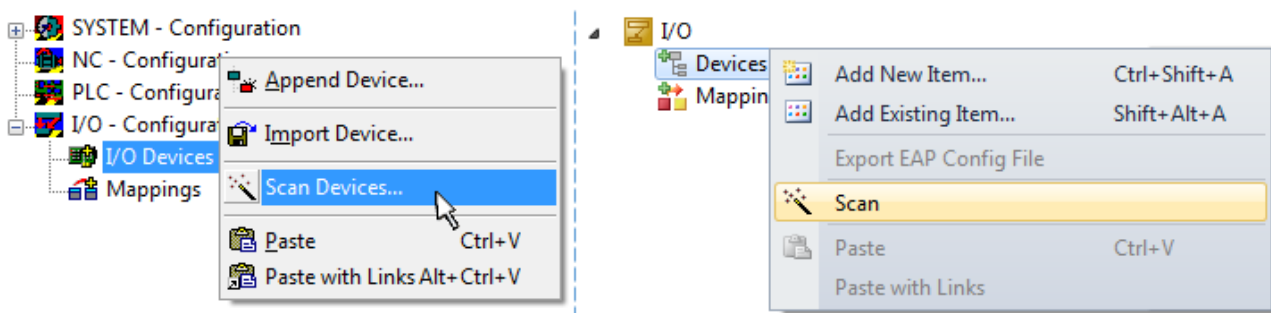 SYSTEM - Configuration
NC - Configurat
PLC - Configura
I/O - Configura
I/O Devices
Mappings
Append Device...
Import Device...
Scan Devices...
Paste Ctrl+V
Paste with Links Alt+Ctrl+V
I/O
Devices
Mappin
Add New Item... Ctrl+Shift+A
Add Existing Item... Shift+Alt+A
Export EAP Config File
Scan
Paste Ctrl+V
Paste with Links